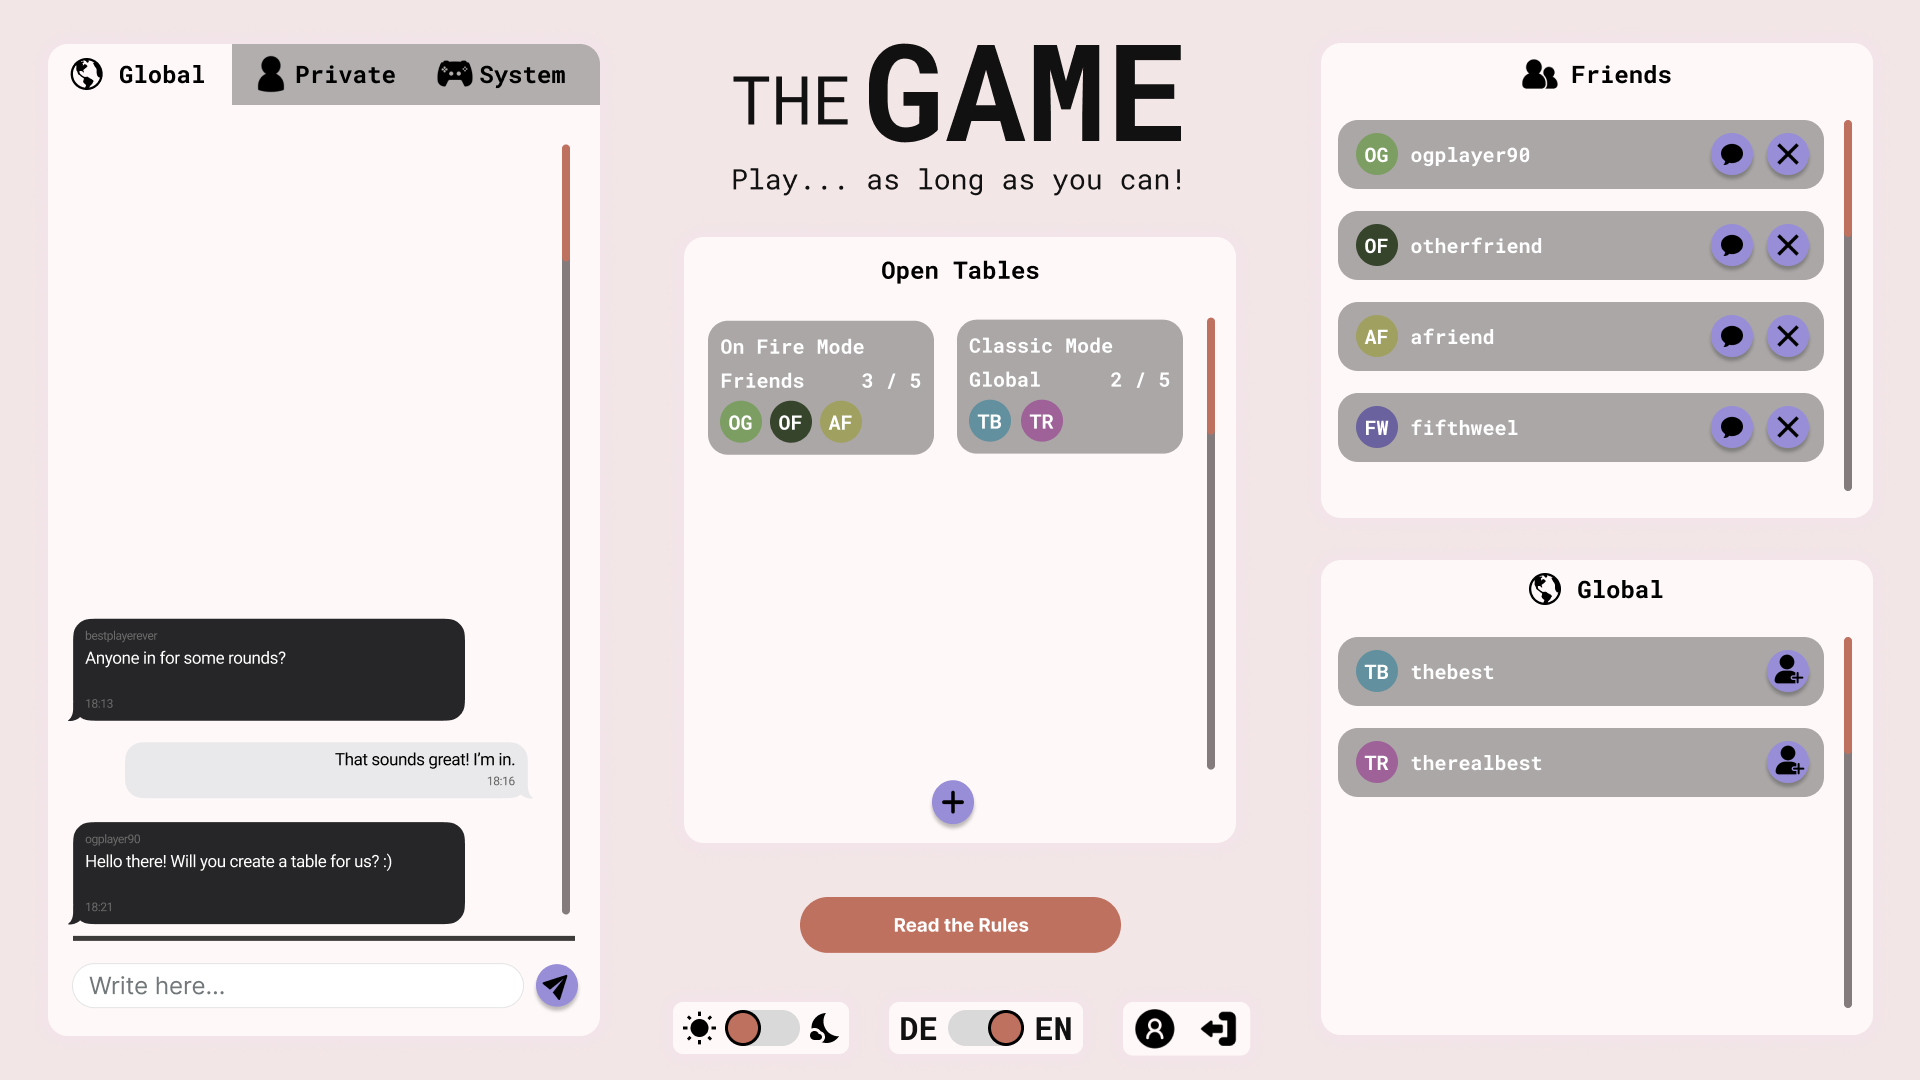 Global
Private
System
bestplayerever
Anyone in for some rounds?
18:13
That sounds great! I'm in.
18:16
ogplayer90
Hello there! Will you create a table for us? :)
18:21
Write here...
THE GAME
Play... as long as you can!
Open Tables
On Fire Mode
Friends 3 / 5
OG OF AF
Classic Mode
Global 2 / 5
TB TR
Read the Rules
DE EN
Friends
OG ogplayer90
OF otherfriend
AF afriend
FW fifthweel
Global
TB thebest
TR therealbest